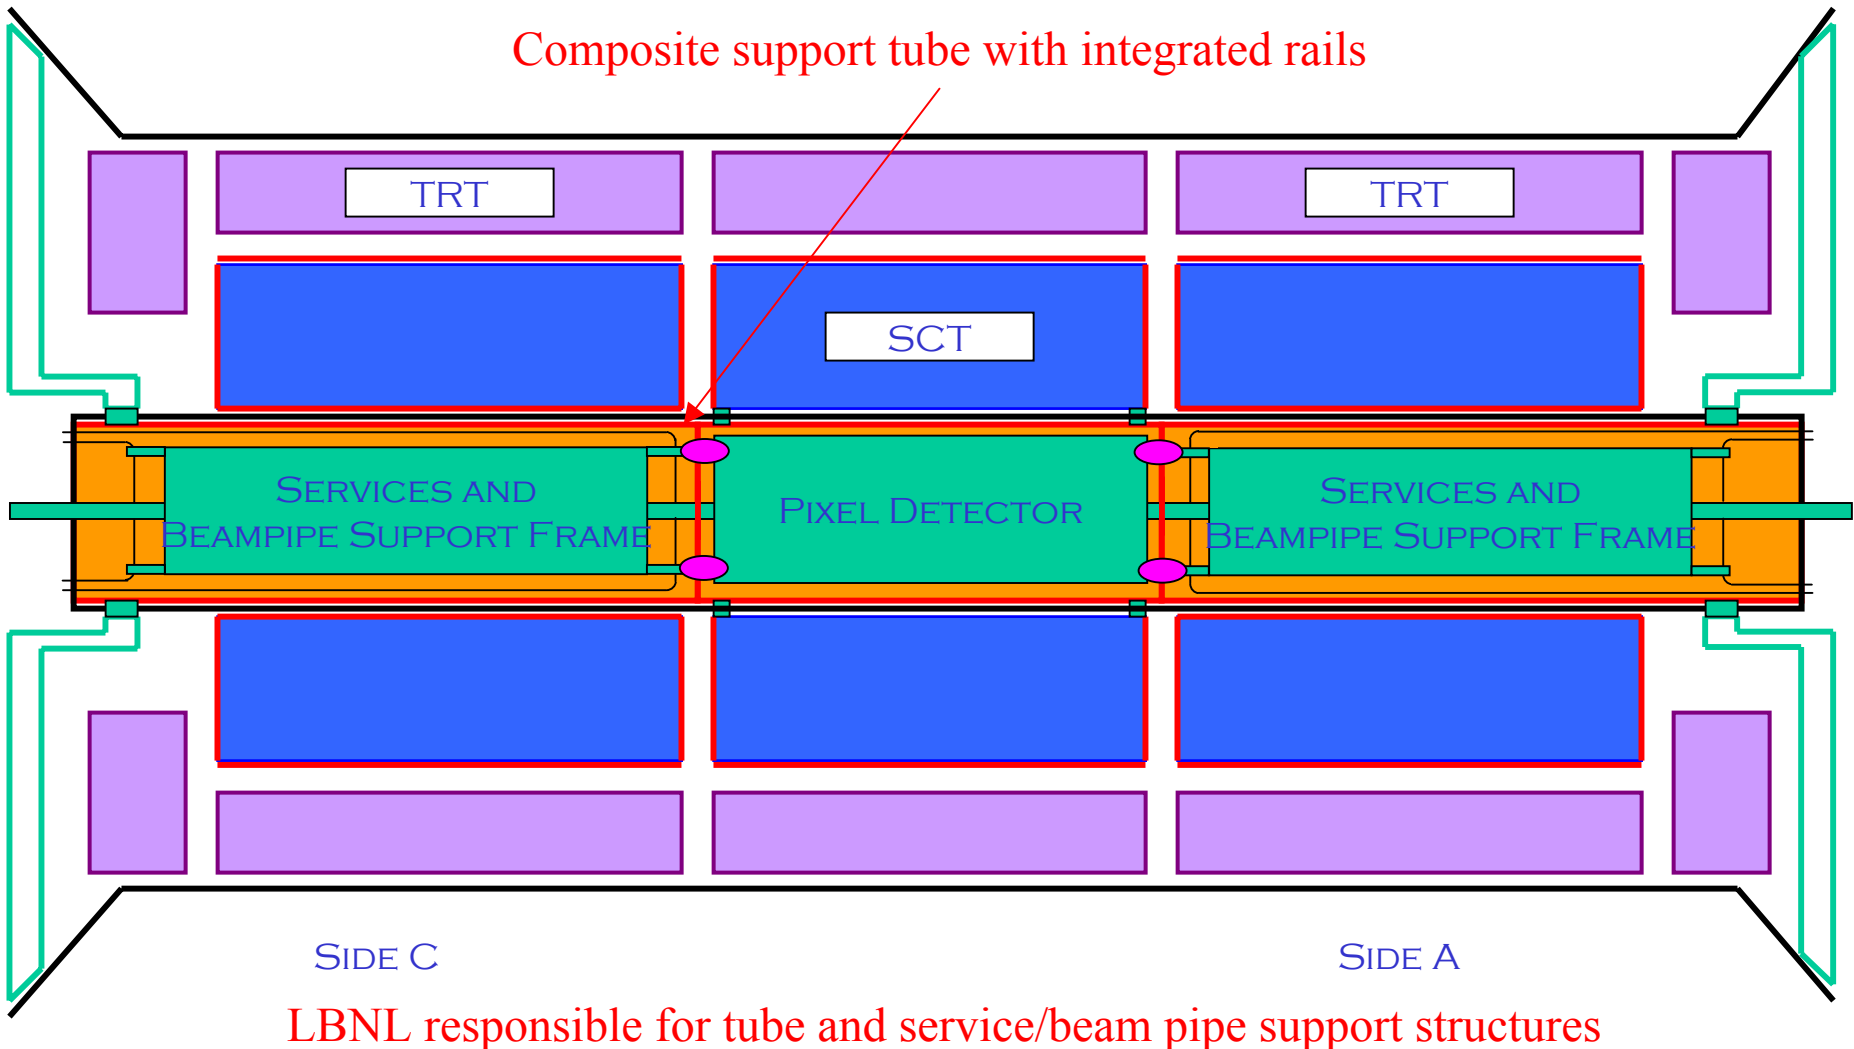 Composite support tube with integrated rails
TRT
TRT
SCT
Services and
Beampipe Support Frame
Pixel Detector
Services and
Beampipe Support Frame
Side C
Side A
LBNL responsible for tube and service/beam pipe support structures